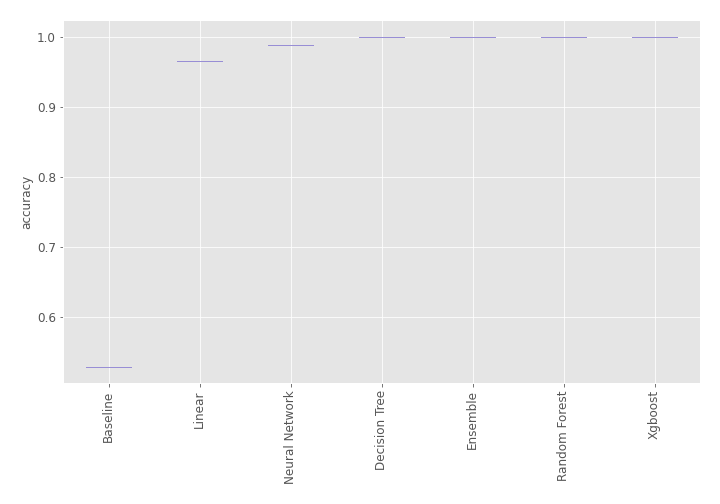 1.0
0.9
0.8
0.7
0.6
accuracy
Baseline
Linear
Neural Network
Decision Tree
Ensemble
Random Forest
Xgboost